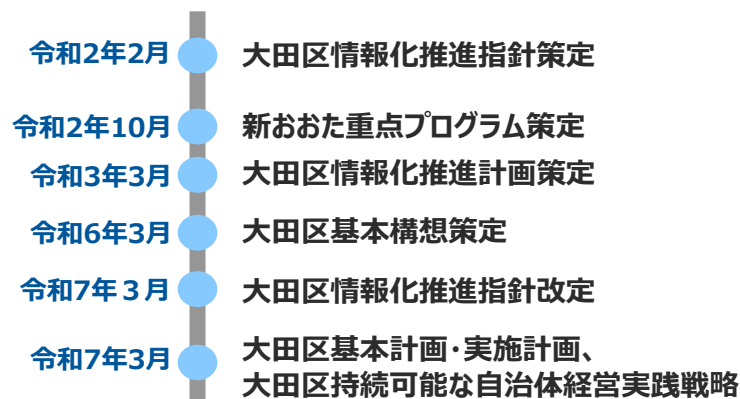 令和2年2月 大田区情報化推進指針策定
令和2年10月 新おおた重点プログラム策定
令和3年3月 大田区情報化推進計画策定
令和6年3月 大田区基本構想策定
令和7年３月 大田区情報化推進指針改定
令和7年3月 大田区基本計画・実施計画、
大田区持続可能な自治体経営実践戦略